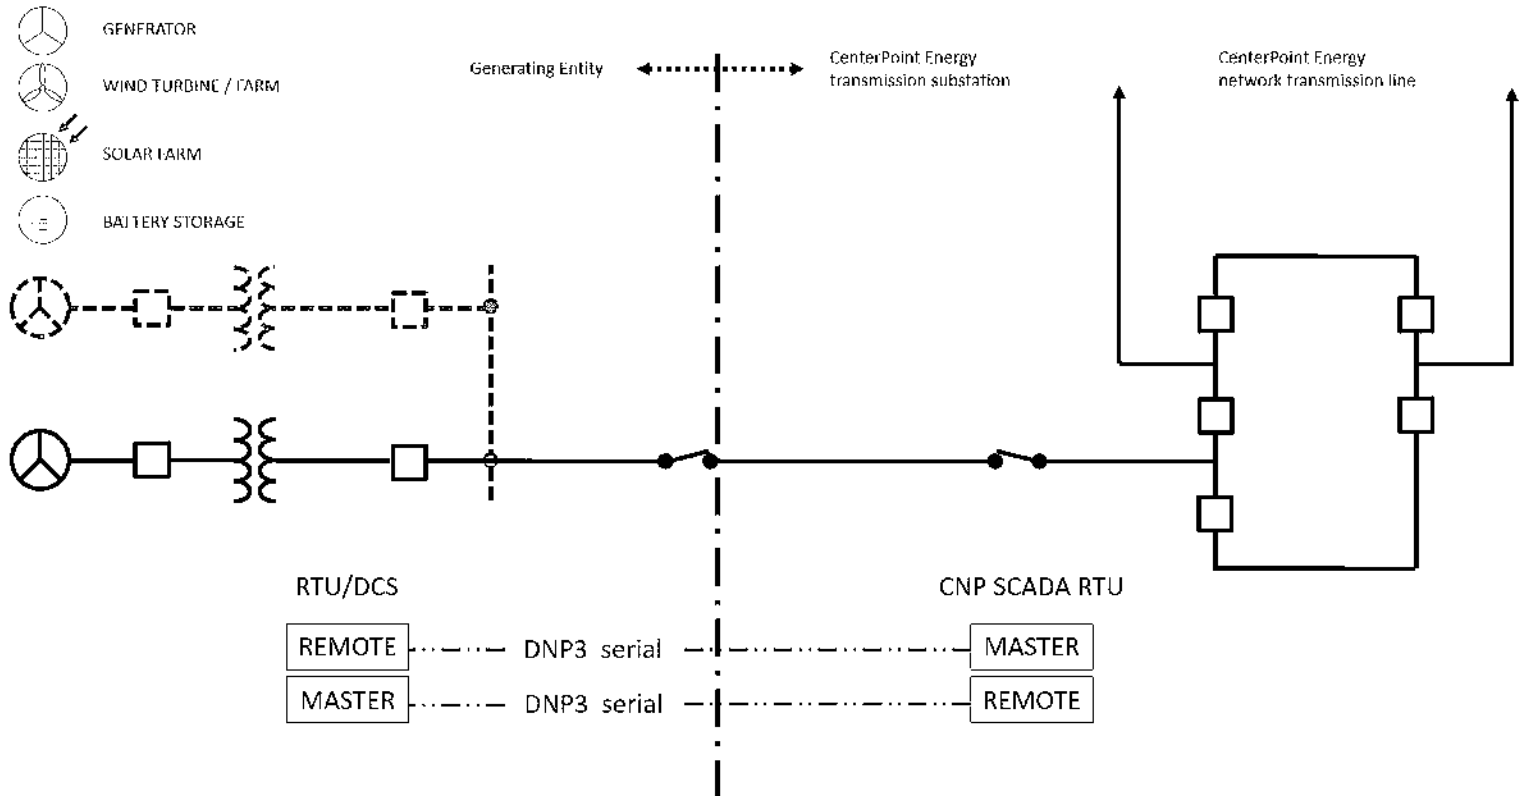 GENERATOR
WIND TURBINE / FARM
SOLAR FARM
BATTERY STORAGE
Generating Entity
CenterPoint Energy
transmission substation
CenterPoint Energy
network transmission line
RTU/DCS
CNP SCADA RTU
REMOTE
DNP3 serial
MASTER
MASTER
DNP3 serial
REMOTE